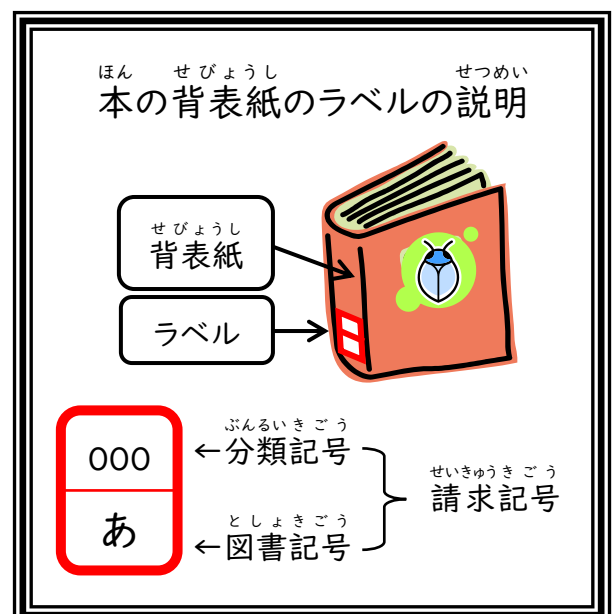 ほん せびょうし せつめい
本の背表紙のラベルの説明
せびょうし
背表紙
ラベル
000
ぶんるいきごう
←分類記号
せいきゅうきごう
請求記号
あ
としょきごう
←図書記号